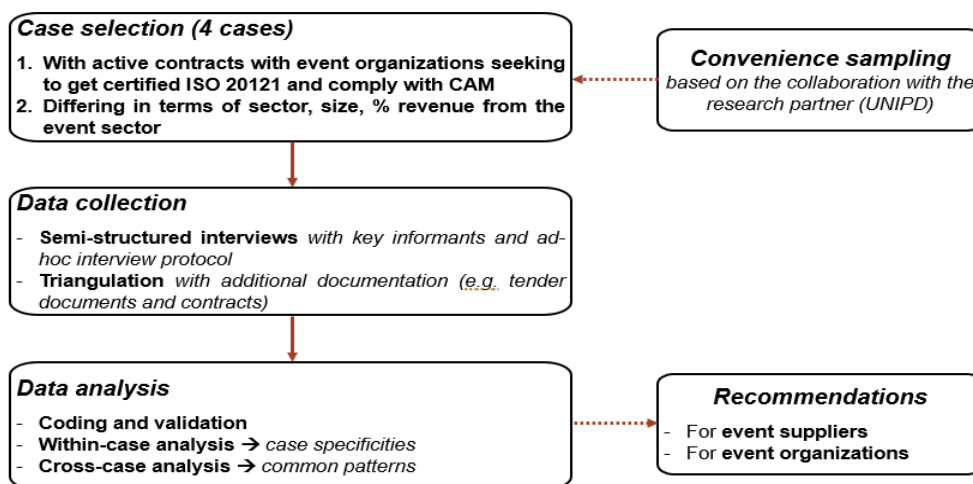 Case selection (4 cases)
1. With active contracts with event organizations seeking
to get certified ISO 20121 and comply with CAM
2. Differing in terms of sector, size, % revenue from the
event sector
Convenience sampling
based on the collaboration with the
research partner (UNIPD)
Data collection
- Semi-structured interviews with key informants and ad-
hoc interview protocol
- Triangulation with additional documentation (e.g. tender
documents and contracts)
Data analysis
- Coding and validation
- Within-case analysis → case specificities
- Cross-case analysis → common patterns
Recommendations
- For event suppliers
- For event organizations